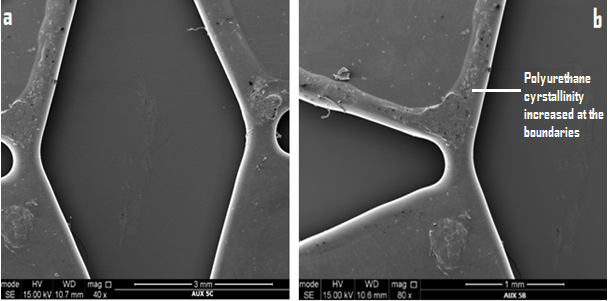 a
b
Polyurethane
cyrstallinity
increased at the
boundaries
mode HV WD mag □ 3 mm
SE 15.00 kV 10.7 mm 40 x AUX 5C
mode HV WD mag □ 1 mm
SE 15.00 kV 10.6 mm 80 x AUX 5B